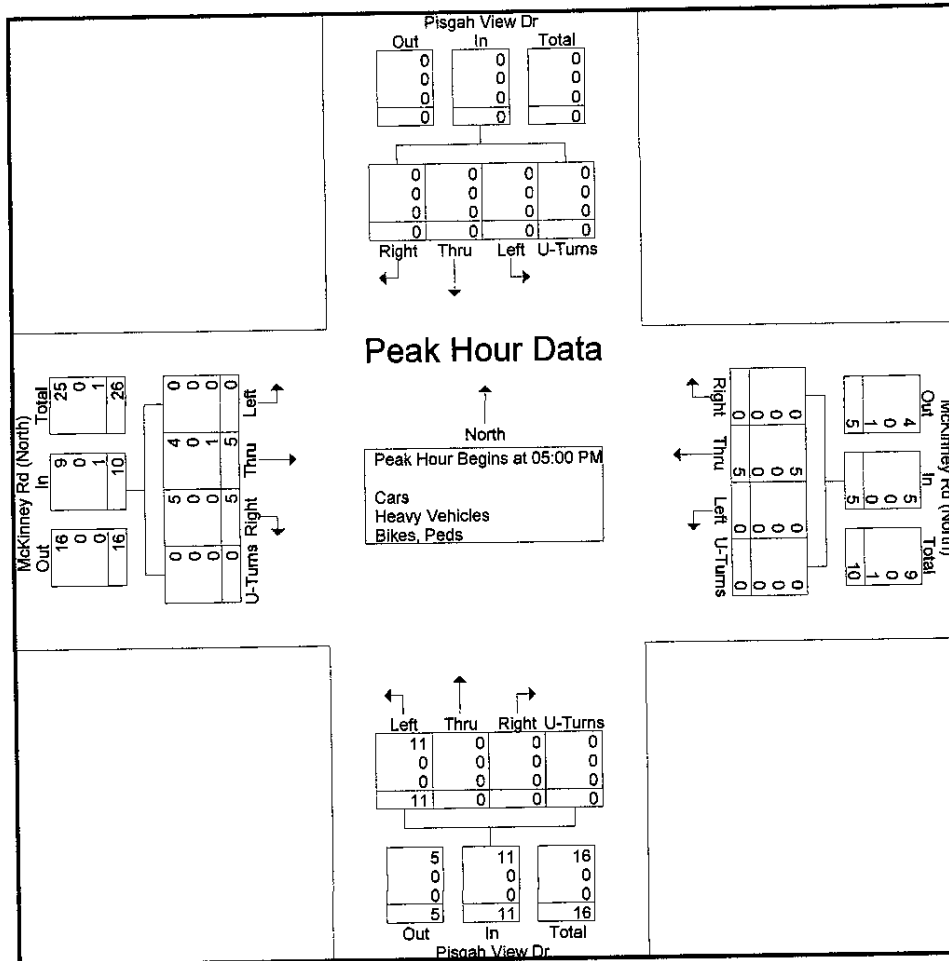 Pisgah View Dr
Out In Total
0 0 0
0 0 0
0 0 0
0 0 0
0 0 0 0
0 0 0 0
0 0 0 0
0 0 0 0
Right Thru Left U-Turns
Peak Hour Data
North
Peak Hour Begins at 05:00 PM
Cars
Heavy Vehicles
Bikes, Peds
McKinney Rd (North)
Out In Total
16 9 25
0 0 0
0 1 1
16 10 26
U-Turns Right Thru Left
0 5 4 0
0 0 0 0
0 0 1 0
0 5 5 0
Right Thru Left U-Turns
0 5 0 0
0 0 0 0
0 0 0 0
0 5 0 0
McKinney Rd (North)
Out In Total
4 5 9
0 0 0
1 0 1
5 5 10
Left Thru Right U-Turns
11 0 0 0
0 0 0 0
0 0 0 0
11 0 0 0
5 11 16
0 0 0
0 0 0
5 11 16
Out In Total
Pisgah View Dr